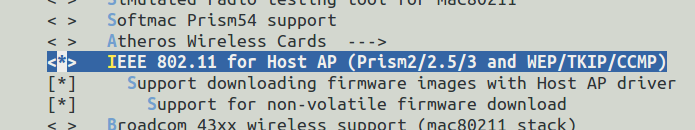 < > Simulated radio testing tool for mac80211
< > Softmac Prism54 support
< > Atheros Wireless Cards --->
<*> IEEE 802.11 for Host AP (Prism2/2.5/3 and WEP/TKIP/CCMP)
[*] Support downloading firmware images with Host AP driver
[*] Support for non-volatile firmware download
< > Broadcom 43xx wireless support (mac80211 stack)